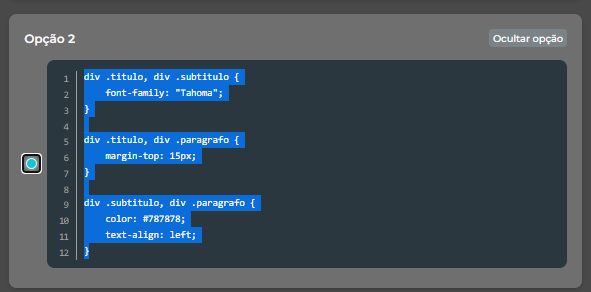 Opção 2
Ocultar opção
1 div .titulo, div .subtitulo {
2     font-family: "Tahoma";
3 }
4
5 div .titulo, div .paragrafo {
6     margin-top: 15px;
7 }
8
9 div .subtitulo, div .paragrafo {
10     color: #787878;
11     text-align: left;
12 }